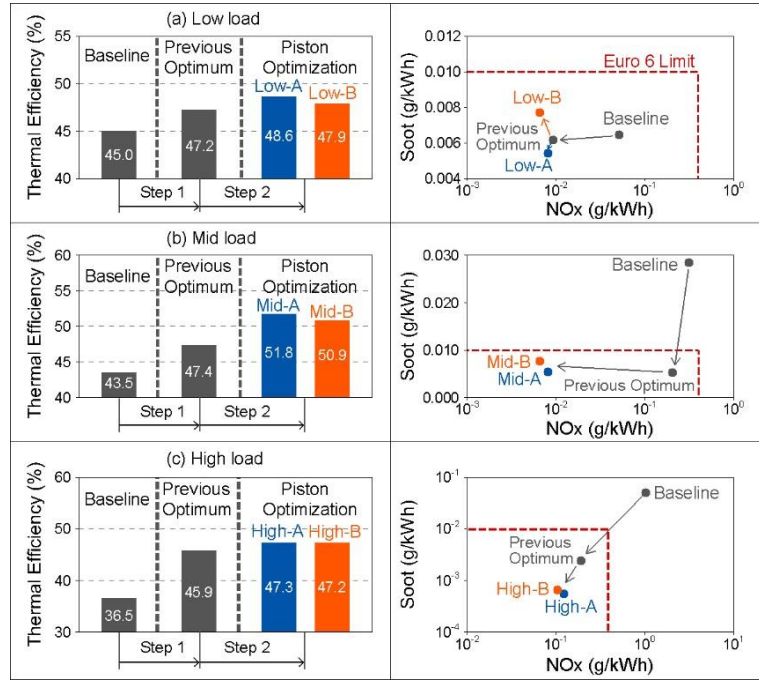 (a) Low load
Thermal Efficiency (%)
55
50
45
40
Baseline
Previous
Optimum
Piston
Optimization
Low-A
Low-B
45.0
47.2
48.6
47.9
Step 1
Step 2
Soot (g/kWh)
0.012
0.010
0.008
0.006
0.004
Euro 6 Limit
Low-B
Baseline
Previous
Optimum
Low-A
10⁻³
10⁻²
10⁻¹
10⁰
NOx (g/kWh)
(b) Mid load
Thermal Efficiency (%)
60
55
50
45
40
Baseline
Previous
Optimum
Piston
Optimization
Mid-A
Mid-B
43.5
47.4
51.8
50.9
Step 1
Step 2
Soot (g/kWh)
0.030
0.020
0.010
0.000
Baseline
Mid-B
Mid-A
Previous Optimum
10⁻³
10⁻²
10⁻¹
10⁰
NOx (g/kWh)
(c) High load
Thermal Efficiency (%)
60
50
40
30
Baseline
Previous
Optimum
Piston
Optimization
High-A
High-B
36.5
45.9
47.3
47.2
Step 1
Step 2
Soot (g/kWh)
10⁻¹
10⁻²
10⁻³
10⁻⁴
Baseline
Previous
Optimum
High-B
High-A
10⁻²
10⁻¹
10⁰
10¹
NOx (g/kWh)